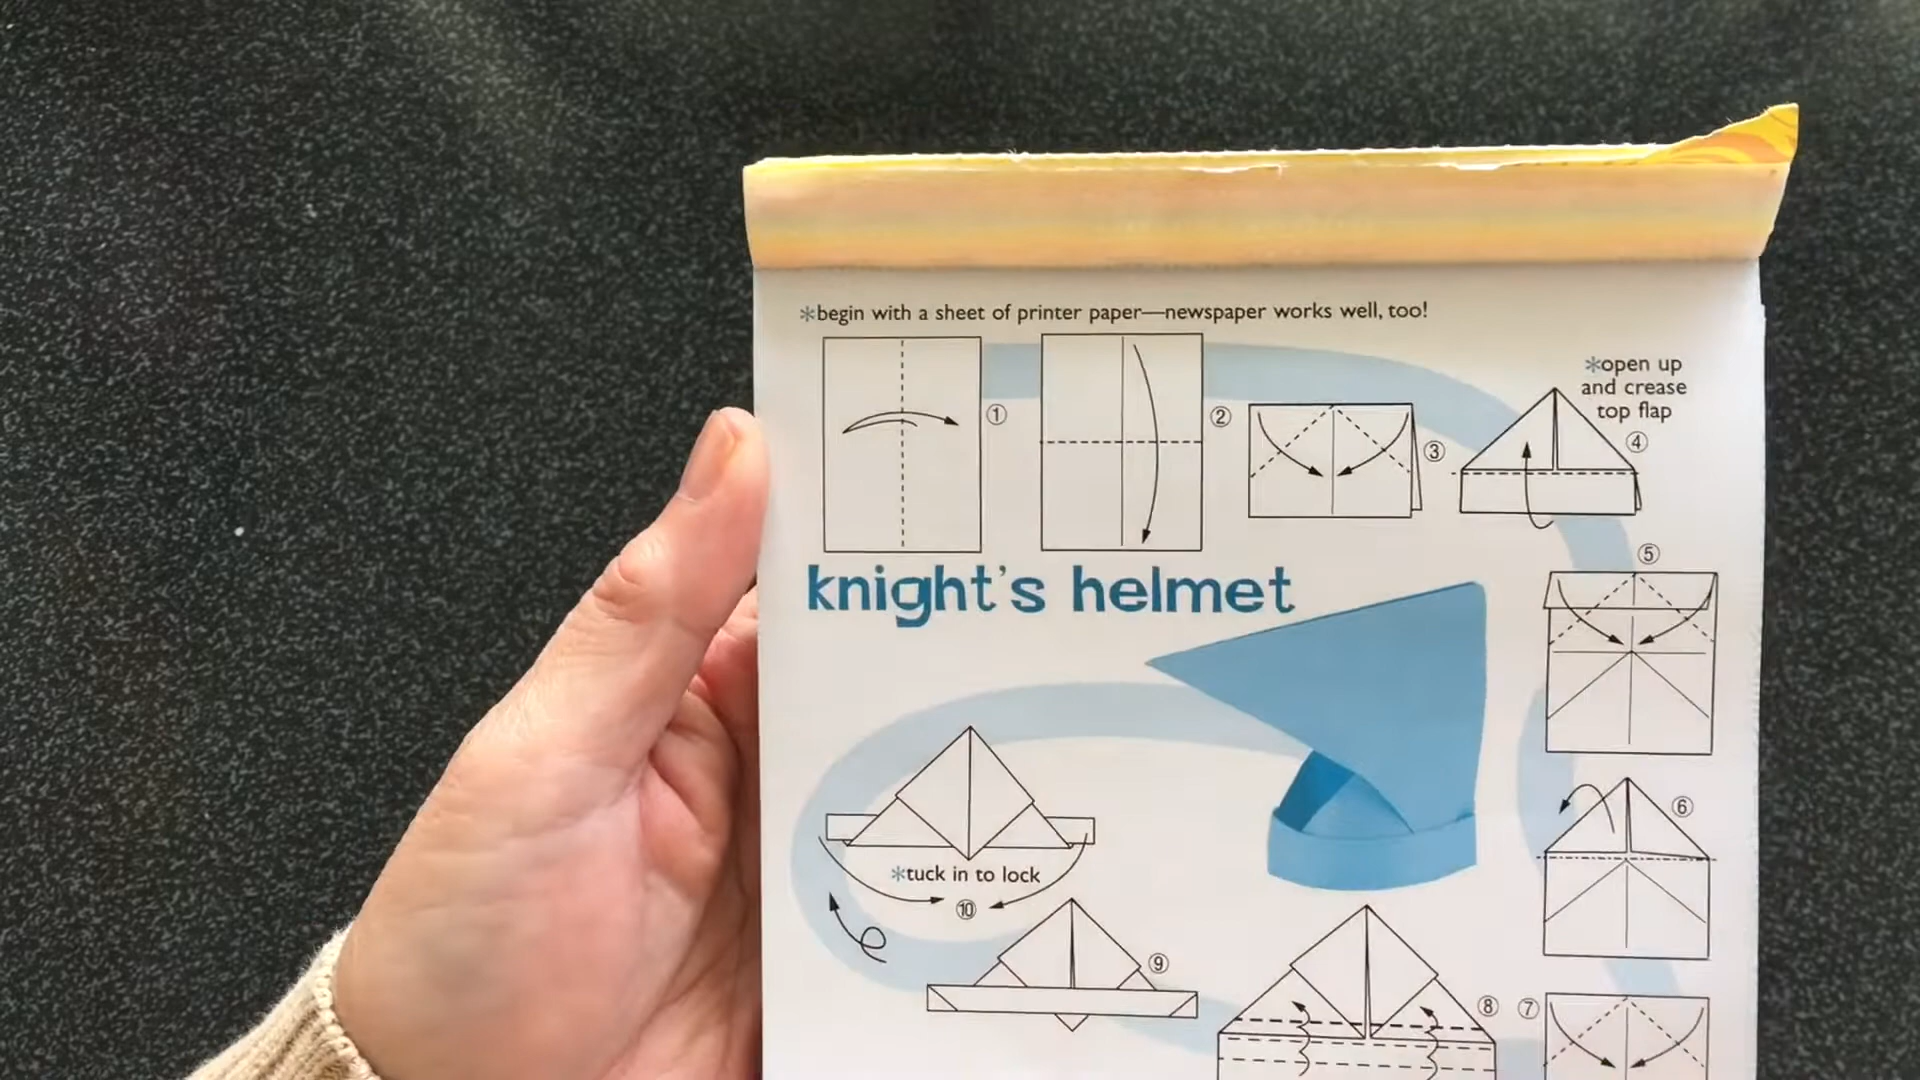 *begin with a sheet of printer paper—newspaper works well, too!
①
②
③
*open up
and crease
top flap
④
⑤
knight's helmet
⑥
*tuck in to lock
⑩
⑨
⑧
⑦